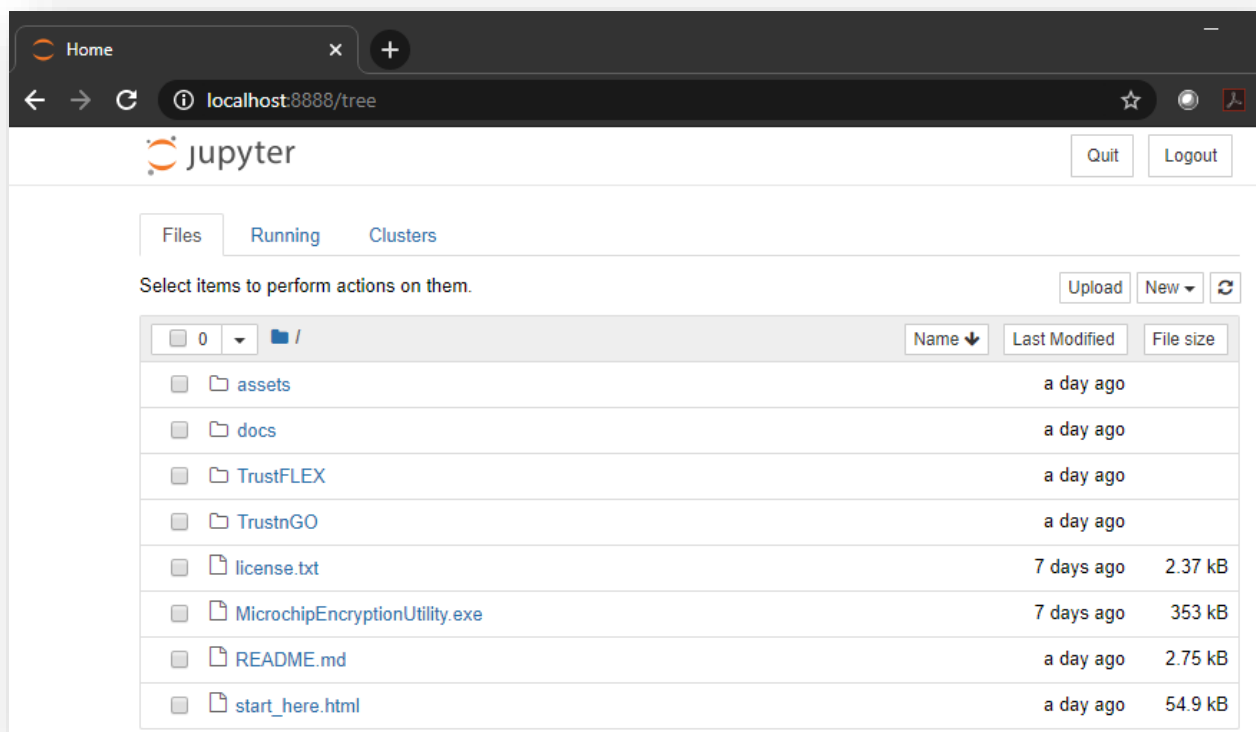 Home
localhost:8888/tree
jupyter
Quit Logout
Files Running Clusters
Select items to perform actions on them.
Upload New
0 / Name Last Modified File size
assets a day ago
docs a day ago
TrustFLEX a day ago
TrustnGO a day ago
license.txt 7 days ago 2.37 kB
MicrochipEncryptionUtility.exe 7 days ago 353 kB
README.md a day ago 2.75 kB
start_here.html a day ago 54.9 kB